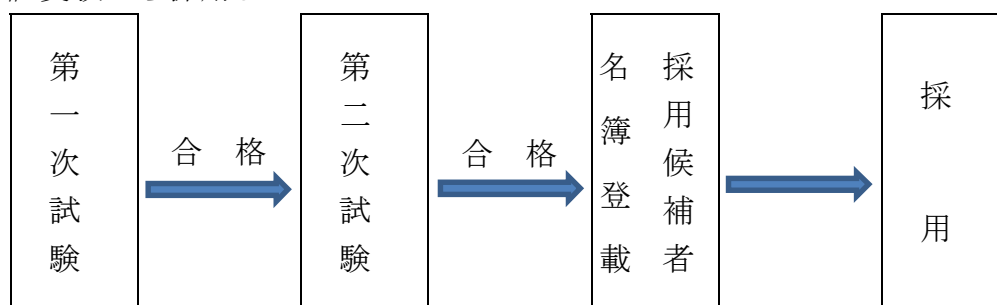 第一次試験
合格
第二次試験
合格
採用候補者
名簿登載
採用